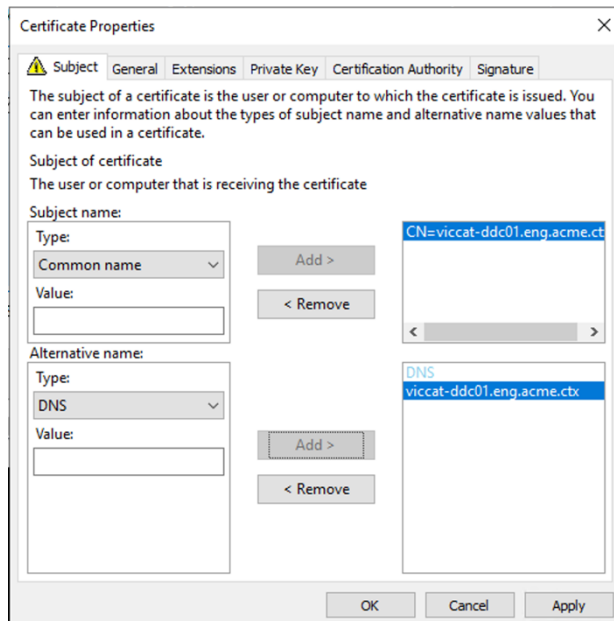 Certificate Properties
Subject General Extensions Private Key Certification Authority Signature
The subject of a certificate is the user or computer to which the certificate is issued. You
can enter information about the types of subject name and alternative name values that
can be used in a certificate.
Subject of certificate
The user or computer that is receiving the certificate
Subject name:
Type:
Common name
Value:
Add >
< Remove
CN=viccat-ddc01.eng.acme.ct
Alternative name:
Type:
DNS
Value:
Add >
< Remove
DNS
viccat-ddc01.eng.acme.ctx
OK Cancel Apply